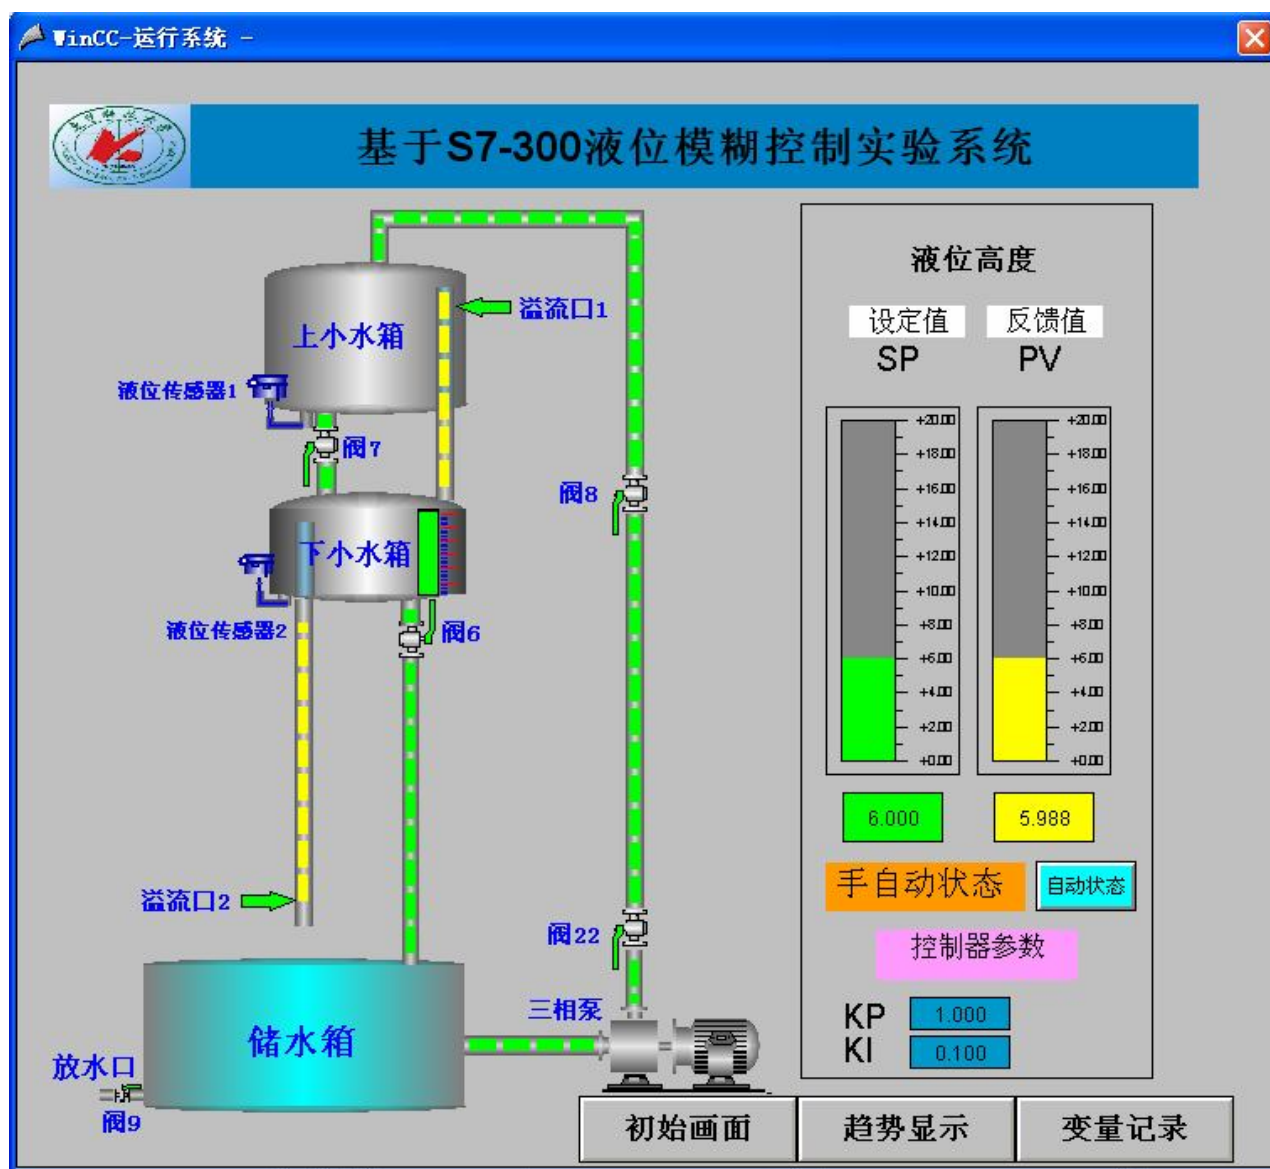 WinCC-运行系统 -
基于S7-300液位模糊控制实验系统
液位高度
设定值 反馈值
SP PV
溢流口1
上小水箱
液位传感器1
阀7
阀8
下小水箱
液位传感器2
阀6
溢流口2
阀22
三相泵
储水箱
放水口
阀9
+20.00 +20.00
+18.00 +18.00
+16.00 +16.00
+14.00 +14.00
+12.00 +12.00
+10.00 +10.00
+8.00 +8.00
+6.00 +6.00
+4.00 +4.00
+2.00 +2.00
+0.00 +0.00
6.000 5.988
手自动状态 自动状态
控制器参数
KP 1.000
KI 0.100
初始画面 趋势显示 变量记录